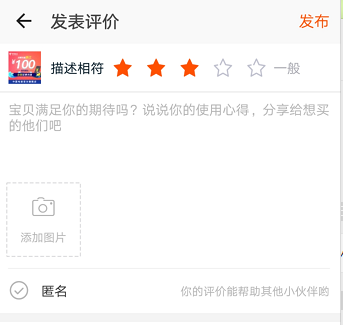 发表评价
发布
¥100
描述相符
一般
宝贝满足你的期待吗？说说你的使用心得，分享给想买
的他们吧
添加图片
匿名
你的评价能帮助其他小伙伴哟